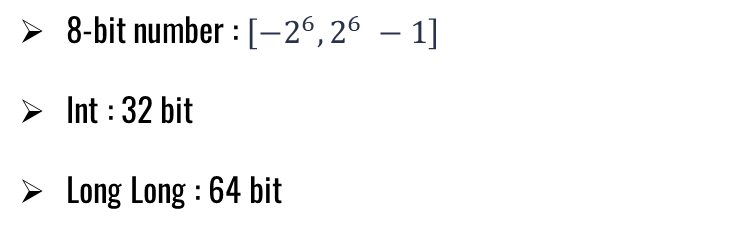 ➢ 8-bit number : [−2⁶, 2⁶ − 1]
➢ Int : 32 bit
➢ Long Long : 64 bit